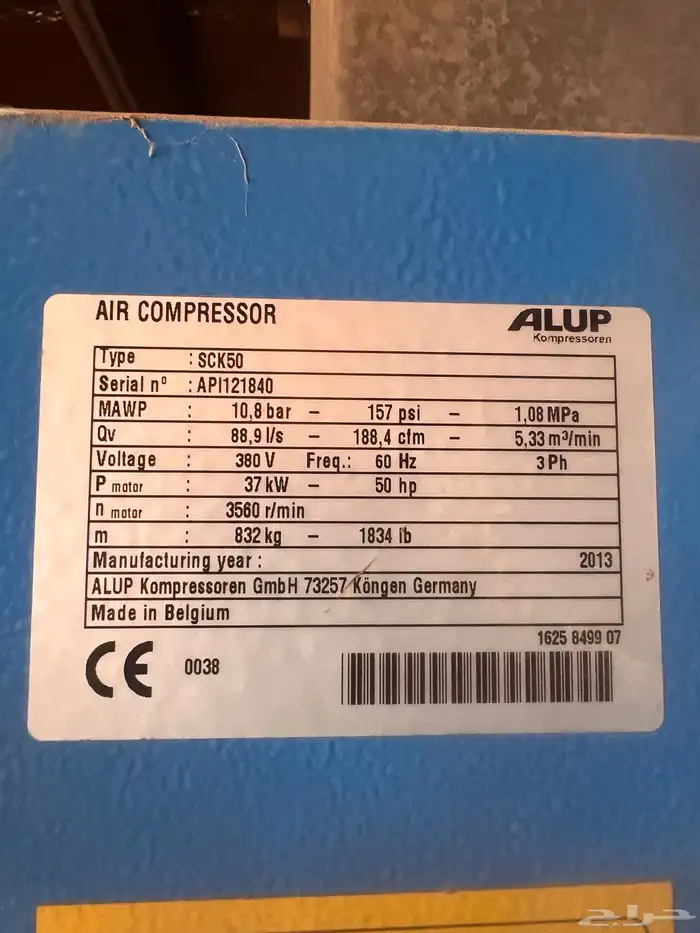 AIR COMPRESSOR
ALUP
Kompressoren
Type : SCK50
Serial nº : API121840
MAWP : 10,8 bar – 157 psi – 1,08 MPa
Qv : 88,9 l/s – 188,4 cfm – 5,33 m³/min
Voltage : 380 V Freq.: 60 Hz 3 Ph
P motor : 37 kW – 50 hp
n motor : 3560 r/min
m : 832 kg – 1834 lb
Manufacturing year : 2013
ALUP Kompressoren GmbH 73257 Köngen Germany
Made in Belgium
1625 8499 07
CE 0038
حراج